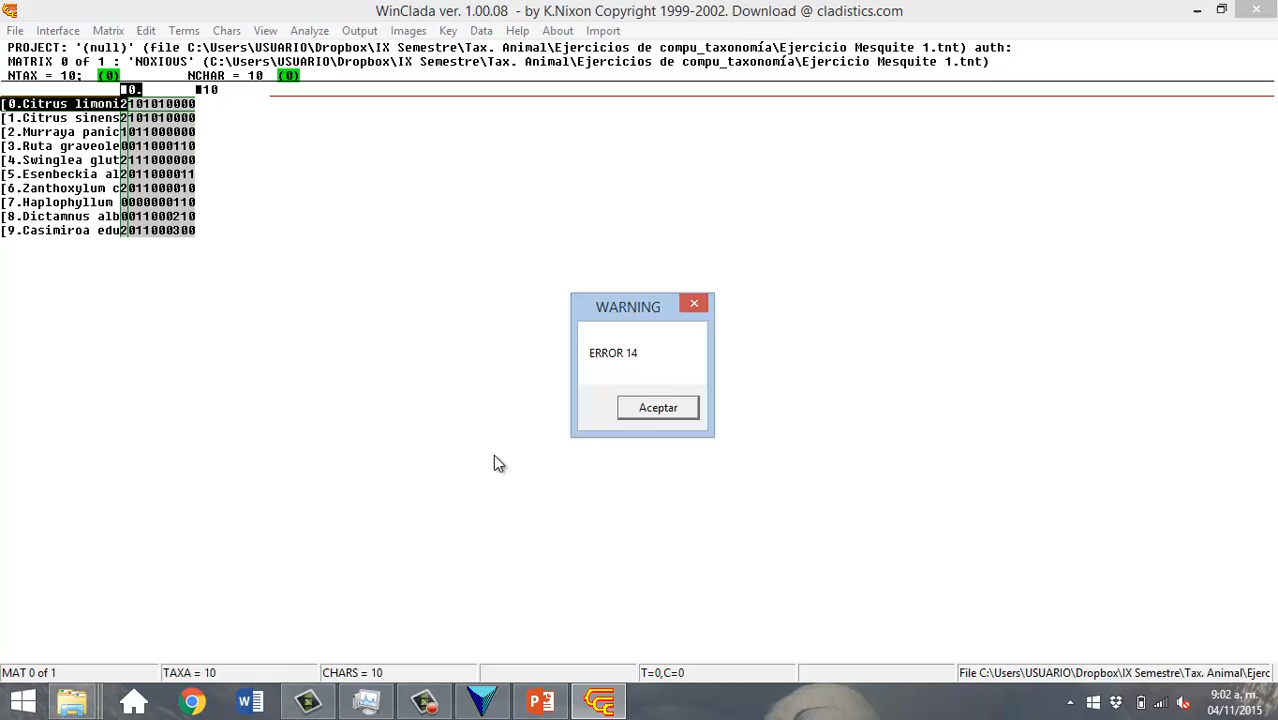 WinClada ver. 1.00.08 - by K.Nixon Copyright 1999-2002. Download @ cladistics.com
File Interface Matrix Edit Terms Chars View Analyze Output Images Key Data Help About Import
PROJECT: '(null)' (file C:\Users\USUARIO\Dropbox\IX Semestre\Tax. Animal\Ejercicios de compu_taxonomía\Ejercicio Mesquite 1.tnt) auth:
MATRIX 0 of 1 : 'NOXIOUS' (C:\Users\USUARIO\Dropbox\IX Semestre\Tax. Animal\Ejercicios de compu_taxonomía\Ejercicio Mesquite 1.tnt)
NTAX = 10; (0) NCHAR = 10 (0)
0. 10
[0.Citrus limoni2101010000
[1.Citrus sinens2101010000
[2.Murraya panic1011000000
[3.Ruta graveole0011000110
[4.Swinglea glut2111000000
[5.Esenbeckia al2011000011
[6.Zanthoxylum c2011000010
[7.Haplophyllum 0000000110
[8.Dictamnus alb0011000210
[9.Casimiroa edu2011000300
WARNING
ERROR 14
Aceptar
MAT 0 of 1 TAXA = 10 CHARS = 10 T=0,C=0 File C:\Users\USUARIO\Dropbox\IX Semestre\Tax. Animal\Ejerc
9:02 a. m.
04/11/2015